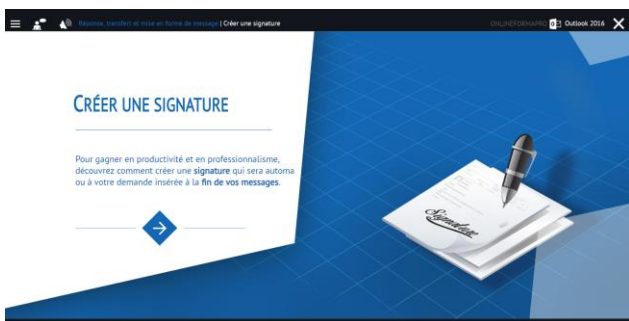 Réponse, transfert et mise en forme de message | Créer une signature
ONLINEFORMAPRO Outlook 2016
CRÉER UNE SIGNATURE
Pour gagner en productivité et en professionnalisme,
découvrez comment créer une signature qui sera automa
ou à votre demande insérée à la fin de vos messages.
Signature